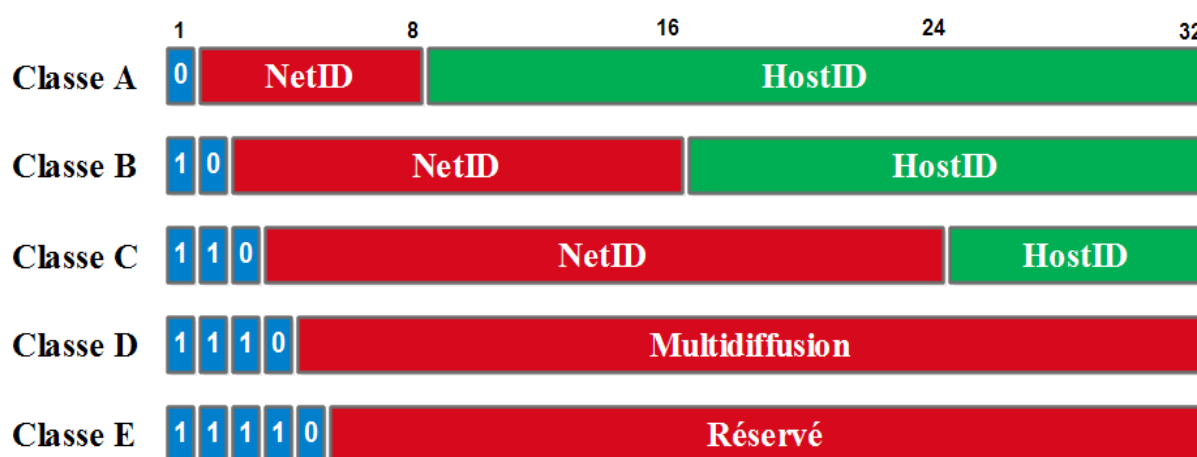 1 8 16 24 32
Classe A 0 NetID HostID
Classe B 1 0 NetID HostID
Classe C 1 1 0 NetID HostID
Classe D 1 1 1 0 Multidiffusion
Classe E 1 1 1 1 0 Réservé